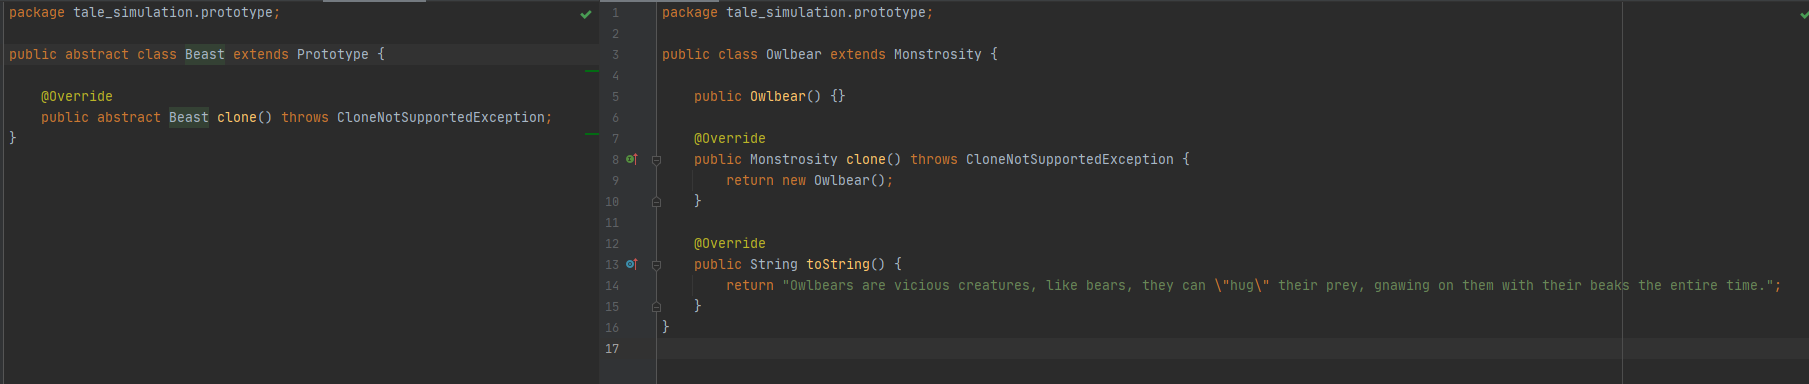 package tale_simulation.prototype;
public abstract class Beast extends Prototype {
@Override
public abstract Beast clone() throws CloneNotSupportedException;
}
1 package tale_simulation.prototype;
2
3 public class Owlbear extends Monstrosity {
4
5 public Owlbear() {}
6
7 @Override
8 public Monstrosity clone() throws CloneNotSupportedException {
9 return new Owlbear();
10 }
11
12 @Override
13 public String toString() {
14 return "Owlbears are vicious creatures, like bears, they can \"hug\" their prey, gnawing on them with their beaks the entire time.";
15 }
16 }
17